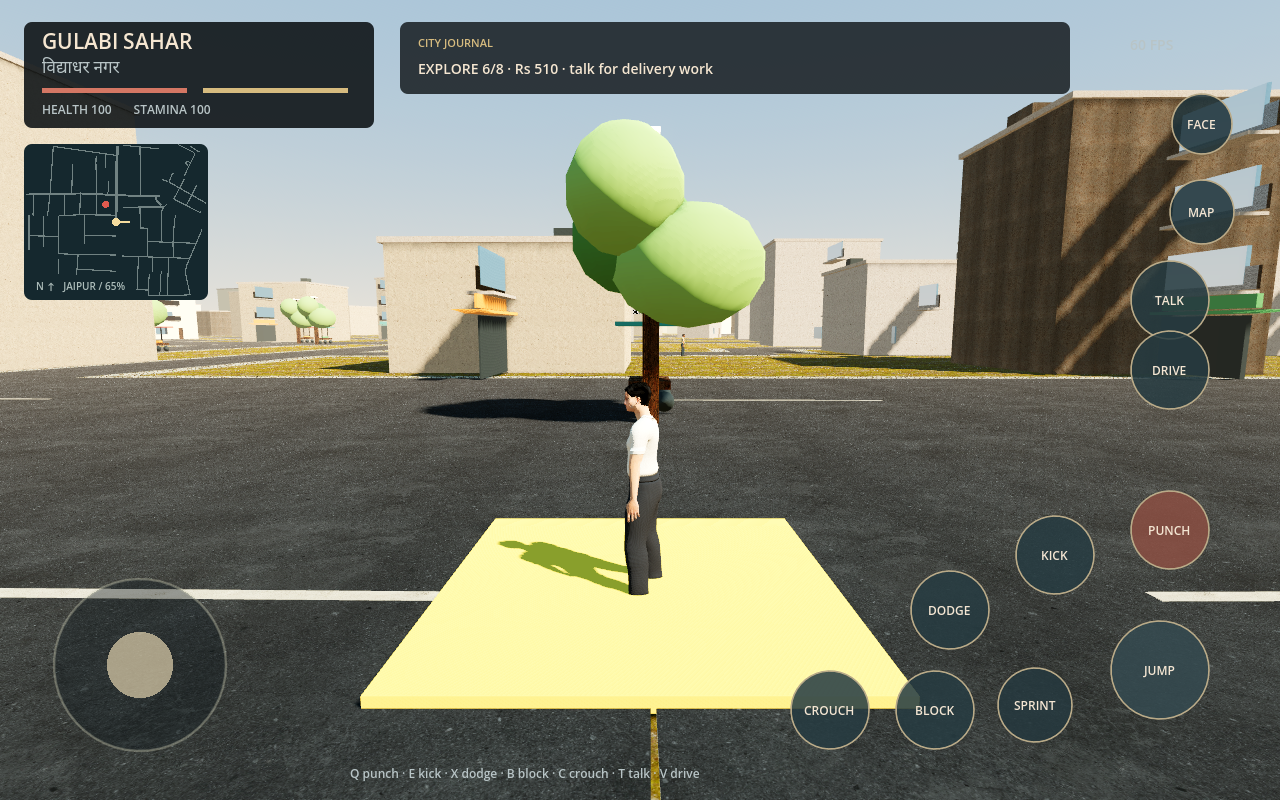 GULABI SAHAR
विद्याधर नगर
HEALTH 100 STAMINA 100
CITY JOURNAL
EXPLORE 6/8 · Rs 510 · talk for delivery work
60 FPS
FACE
MAP
N ↑ JAIPUR / 65%
TALK
DRIVE
PUNCH
KICK
DODGE
JUMP
CROUCH
BLOCK
SPRINT
Q punch · E kick · X dodge · B block · C crouch · T talk · V drive